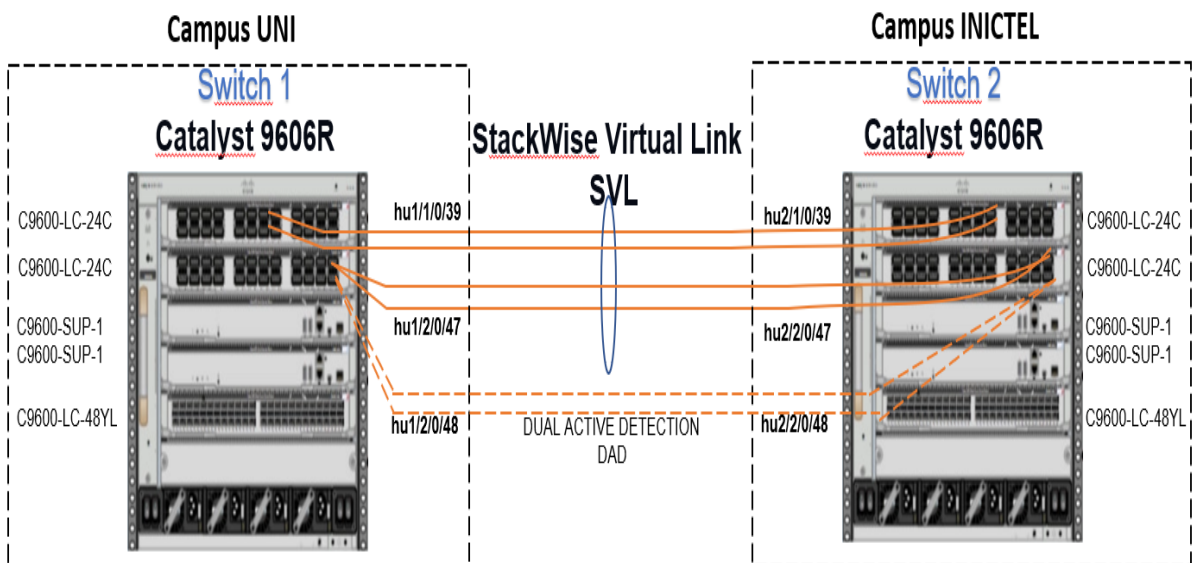 Campus UNI
Switch 1
Catalyst 9606R
C9600-LC-24C
C9600-LC-24C
C9600-SUP-1
C9600-SUP-1
C9600-LC-48YL
StackWise Virtual Link
SVL
hu1/1/0/39
hu2/1/0/39
hu1/2/0/47
hu2/2/0/47
hu1/2/0/48
hu2/2/0/48
DUAL ACTIVE DETECTION
DAD
Campus INICTEL
Switch 2
Catalyst 9606R
C9600-LC-24C
C9600-LC-24C
C9600-SUP-1
C9600-SUP-1
C9600-LC-48YL